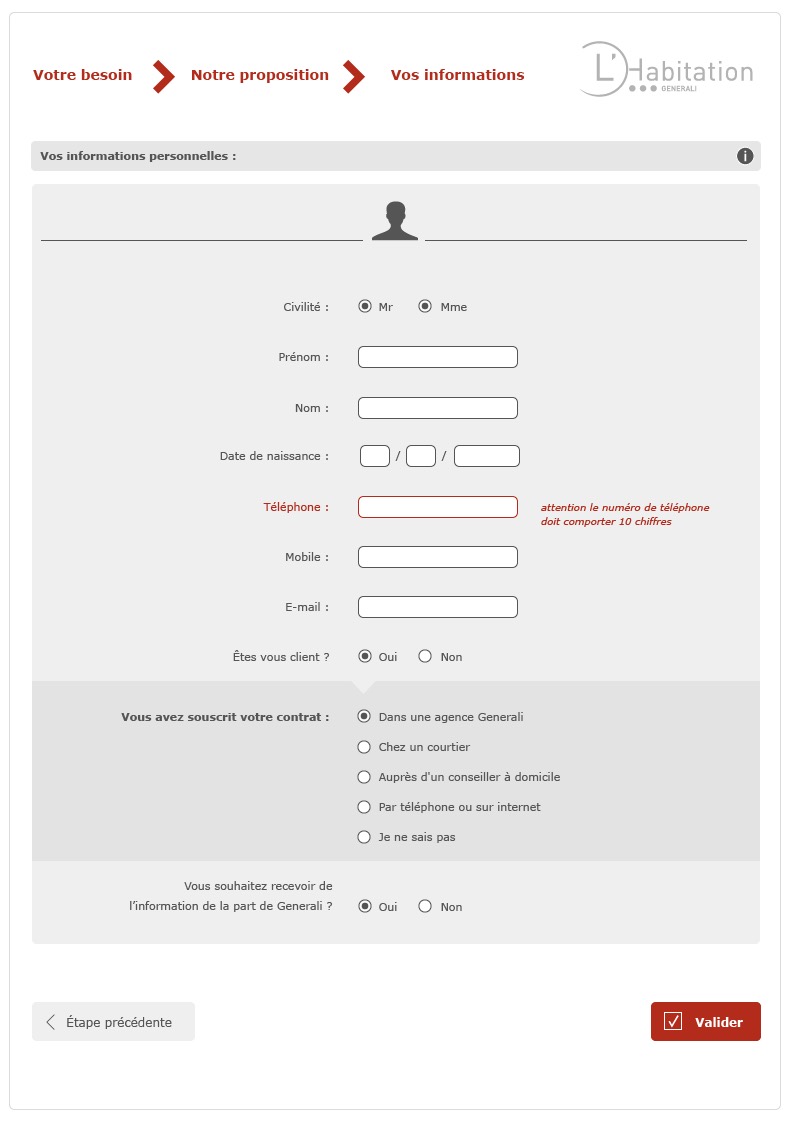 Votre besoin Notre proposition Vos informations
L'Habitation
GENERALI
Vos informations personnelles :
i
Civilité : Mr Mme
Prénom :
Nom :
Date de naissance : / /
Téléphone : attention le numéro de téléphone
doit comporter 10 chiffres
Mobile :
E-mail :
Êtes vous client ? Oui Non
Vous avez souscrit votre contrat : Dans une agence Generali
Chez un courtier
Auprès d'un conseiller à domicile
Par téléphone ou sur internet
Je ne sais pas
Vous souhaitez recevoir de
l’information de la part de Generali ? Oui Non
Étape précédente Valider